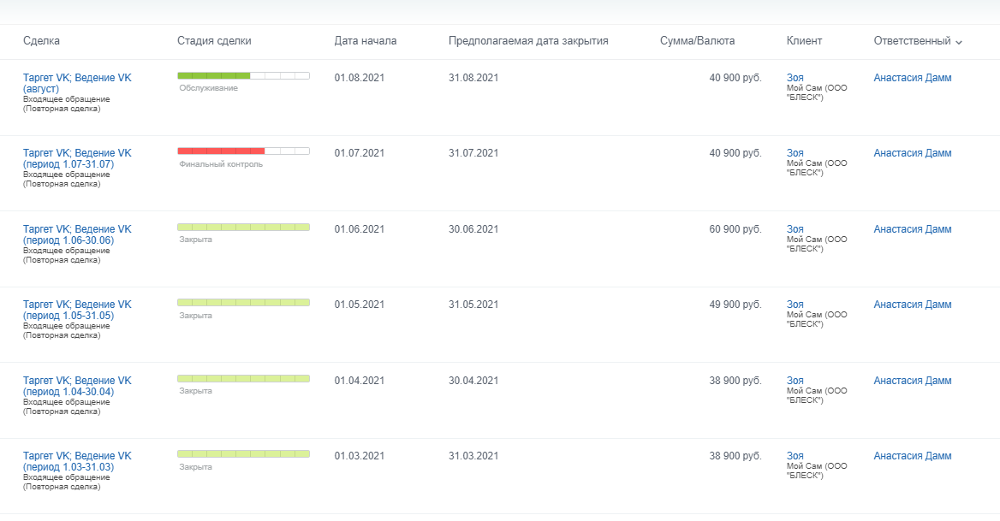 Сделка Стадия сделки Дата начала Предполагаемая дата закрытия Сумма/Валюта Клиент Ответственный
Таргет VK; Ведение VK 01.08.2021 31.08.2021 40 900 руб. Зоя Анастасия Дамм
(август) Обслуживание Мой Сам (ООО
Входящее обращение "БЛЕСК")
(Повторная сделка)
Таргет VK; Ведение VK 01.07.2021 31.07.2021 40 900 руб. Зоя Анастасия Дамм
(период 1.07-31.07) Финальный контроль Мой Сам (ООО
Входящее обращение "БЛЕСК")
(Повторная сделка)
Таргет VK; Ведение VK 01.06.2021 30.06.2021 60 900 руб. Зоя Анастасия Дамм
(период 1.06-30.06) Закрыта Мой Сам (ООО
Входящее обращение "БЛЕСК")
(Повторная сделка)
Таргет VK; Ведение VK 01.05.2021 31.05.2021 49 900 руб. Зоя Анастасия Дамм
(период 1.05-31.05) Закрыта Мой Сам (ООО
Входящее обращение "БЛЕСК")
(Повторная сделка)
Таргет VK; Ведение VK 01.04.2021 30.04.2021 38 900 руб. Зоя Анастасия Дамм
(период 1.04-30.04) Закрыта Мой Сам (ООО
Входящее обращение "БЛЕСК")
(Повторная сделка)
Таргет VK; Ведение VK 01.03.2021 31.03.2021 38 900 руб. Зоя Анастасия Дамм
(период 1.03-31.03) Закрыта Мой Сам (ООО
Входящее обращение "БЛЕСК")
(Повторная сделка)